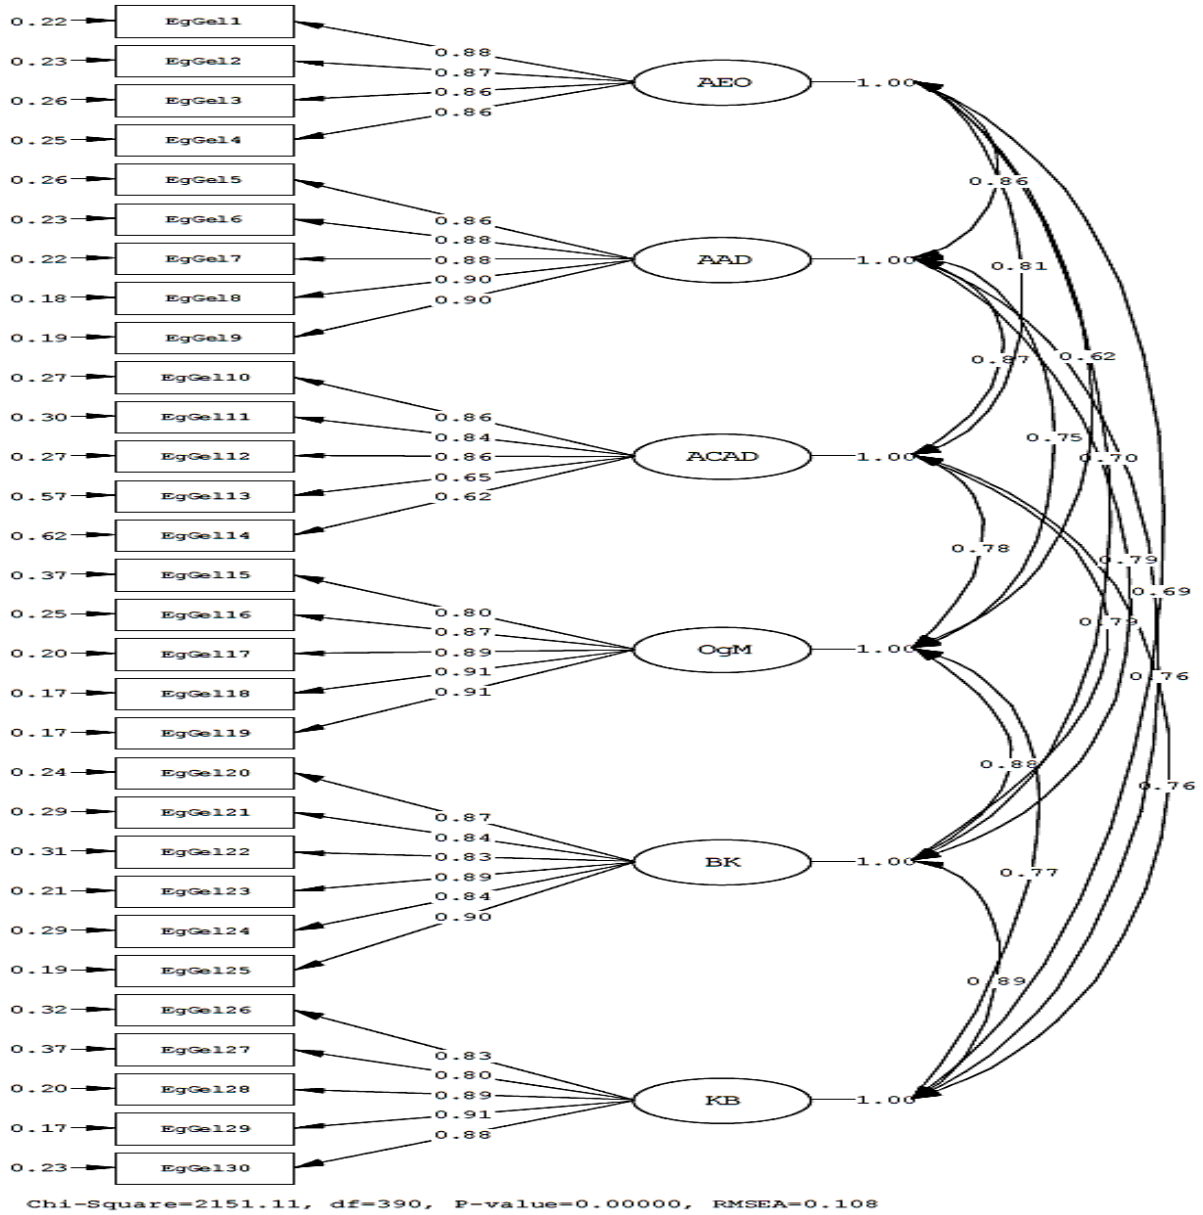 0.22 EgGel1
0.88
0.23 EgGel2
0.87
AEO 1.00
0.26 EgGel3
0.86
0.86
0.25 EgGel4
0.26 EgGel5
0.86
0.86
0.23 EgGel6
0.88
0.22 EgGel7
0.88
AAD 1.00
0.81
0.90
0.18 EgGel8
0.90
0.19 EgGel9
0.87
0.62
0.27 EgGel10
0.86
0.30 EgGel11
0.84
0.75
0.27 EgGel12
0.86
ACAD 1.00
0.70
0.65
0.57 EgGel13
0.62
0.62 EgGel14
0.78
0.79
0.37 EgGel15
0.69
0.80
0.25 EgGel16
0.79
0.87
0.20 EgGel17
0.89
OgM 1.00
0.91
0.76
0.17 EgGel18
0.91
0.17 EgGel19
0.88
0.24 EgGel20
0.76
0.29 EgGel21
0.87
0.84
0.31 EgGel22
0.83
BK 1.00
0.77
0.89
0.21 EgGel23
0.84
0.90
0.29 EgGel24
0.19 EgGel25
0.89
0.32 EgGel26
0.37 EgGel27
0.83
0.80
0.20 EgGel28
0.89
KB 1.00
0.91
0.17 EgGel29
0.88
0.23 EgGel30
Chi-Square=2151.11, df=390, P-value=0.00000, RMSEA=0.108